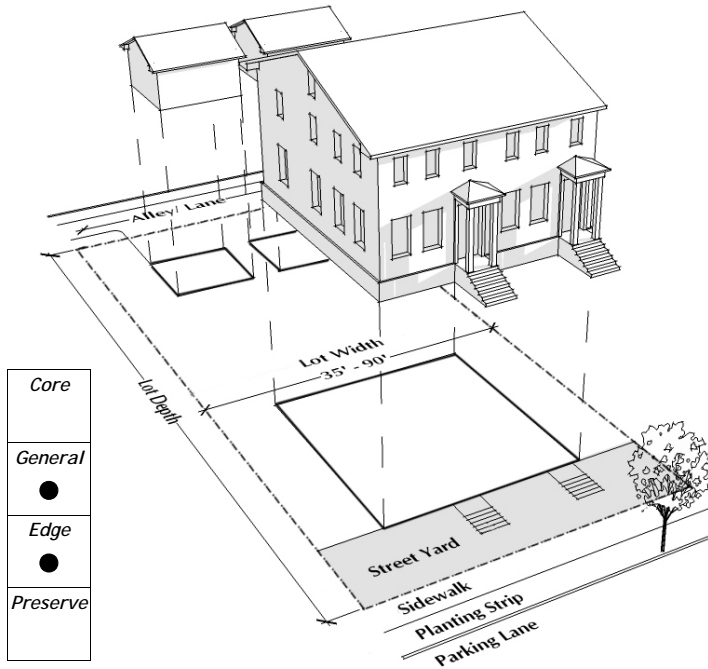 Alley/ Lane
Lot Width
35' - 90'
Lot Depth
Core
General
Edge
Preserve
Street Yard
Sidewalk
Planting Strip
Parking Lane